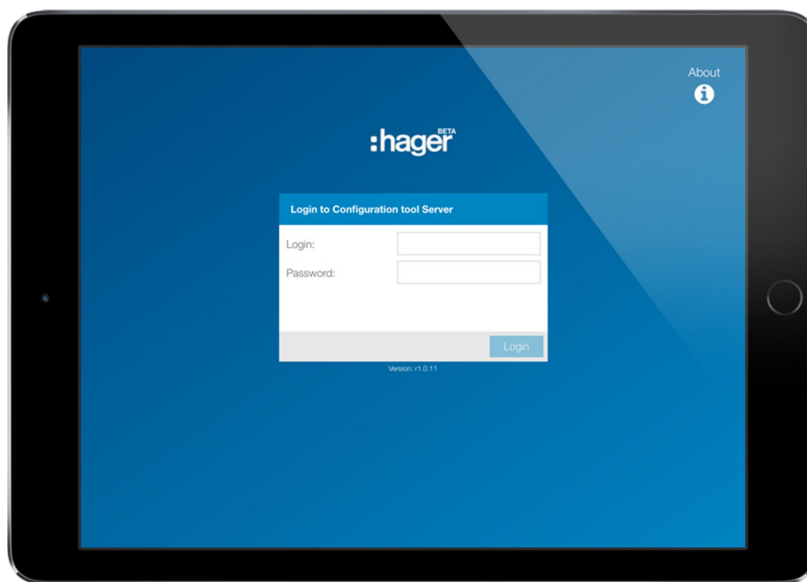 About
:hager BETA
Login to Configuration tool Server
Login:
Password:
Login
Version: r1.0.11